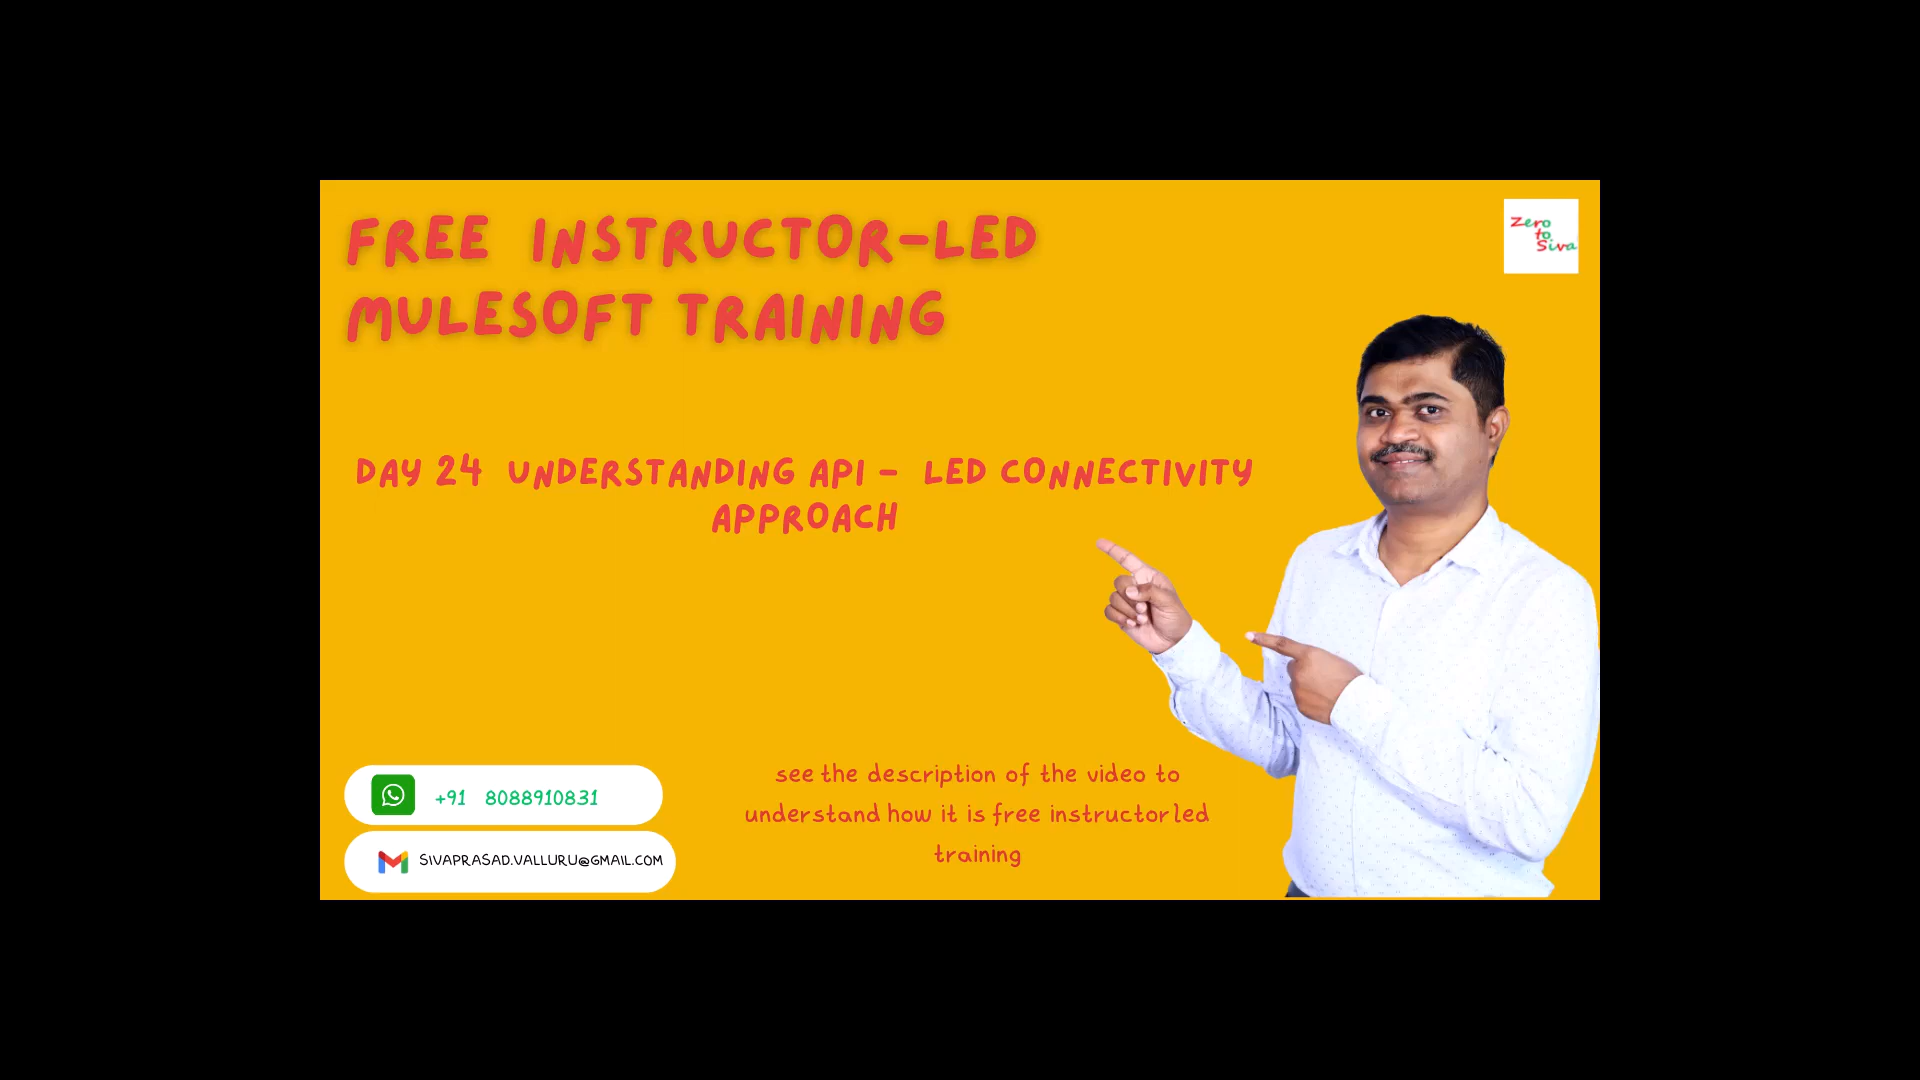 FREE INSTRUCTOR-LED
MULESOFT TRAINING
Zero
to
Siva
DAY 24 UNDERSTANDING API - LED CONNECTIVITY
APPROACH
see the description of the video to
understand how it is free instructor led
training
+91 8088910831
SIVAPRASAD.VALLURU@GMAIL.COM